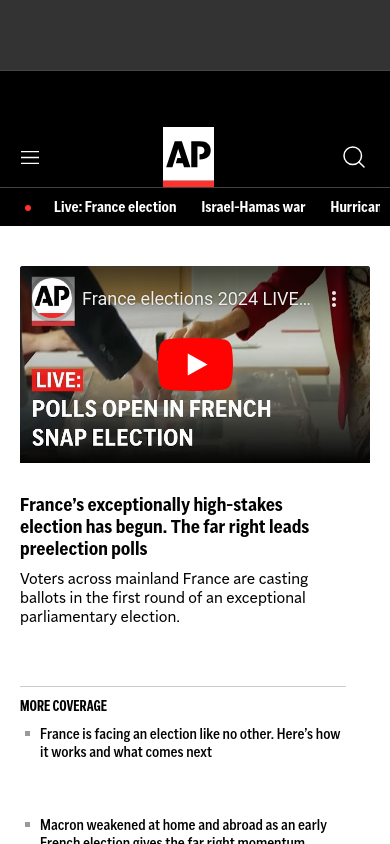 AP
Live: France election Israel-Hamas war Hurrican
AP France elections 2024 LIVE...
LIVE:
POLLS OPEN IN FRENCH
SNAP ELECTION
France’s exceptionally high-stakes
election has begun. The far right leads
preelection polls
Voters across mainland France are casting
ballots in the first round of an exceptional
parliamentary election.
MORE COVERAGE
France is facing an election like no other. Here’s how
it works and what comes next
Macron weakened at home and abroad as an early
French election gives the far right momentum